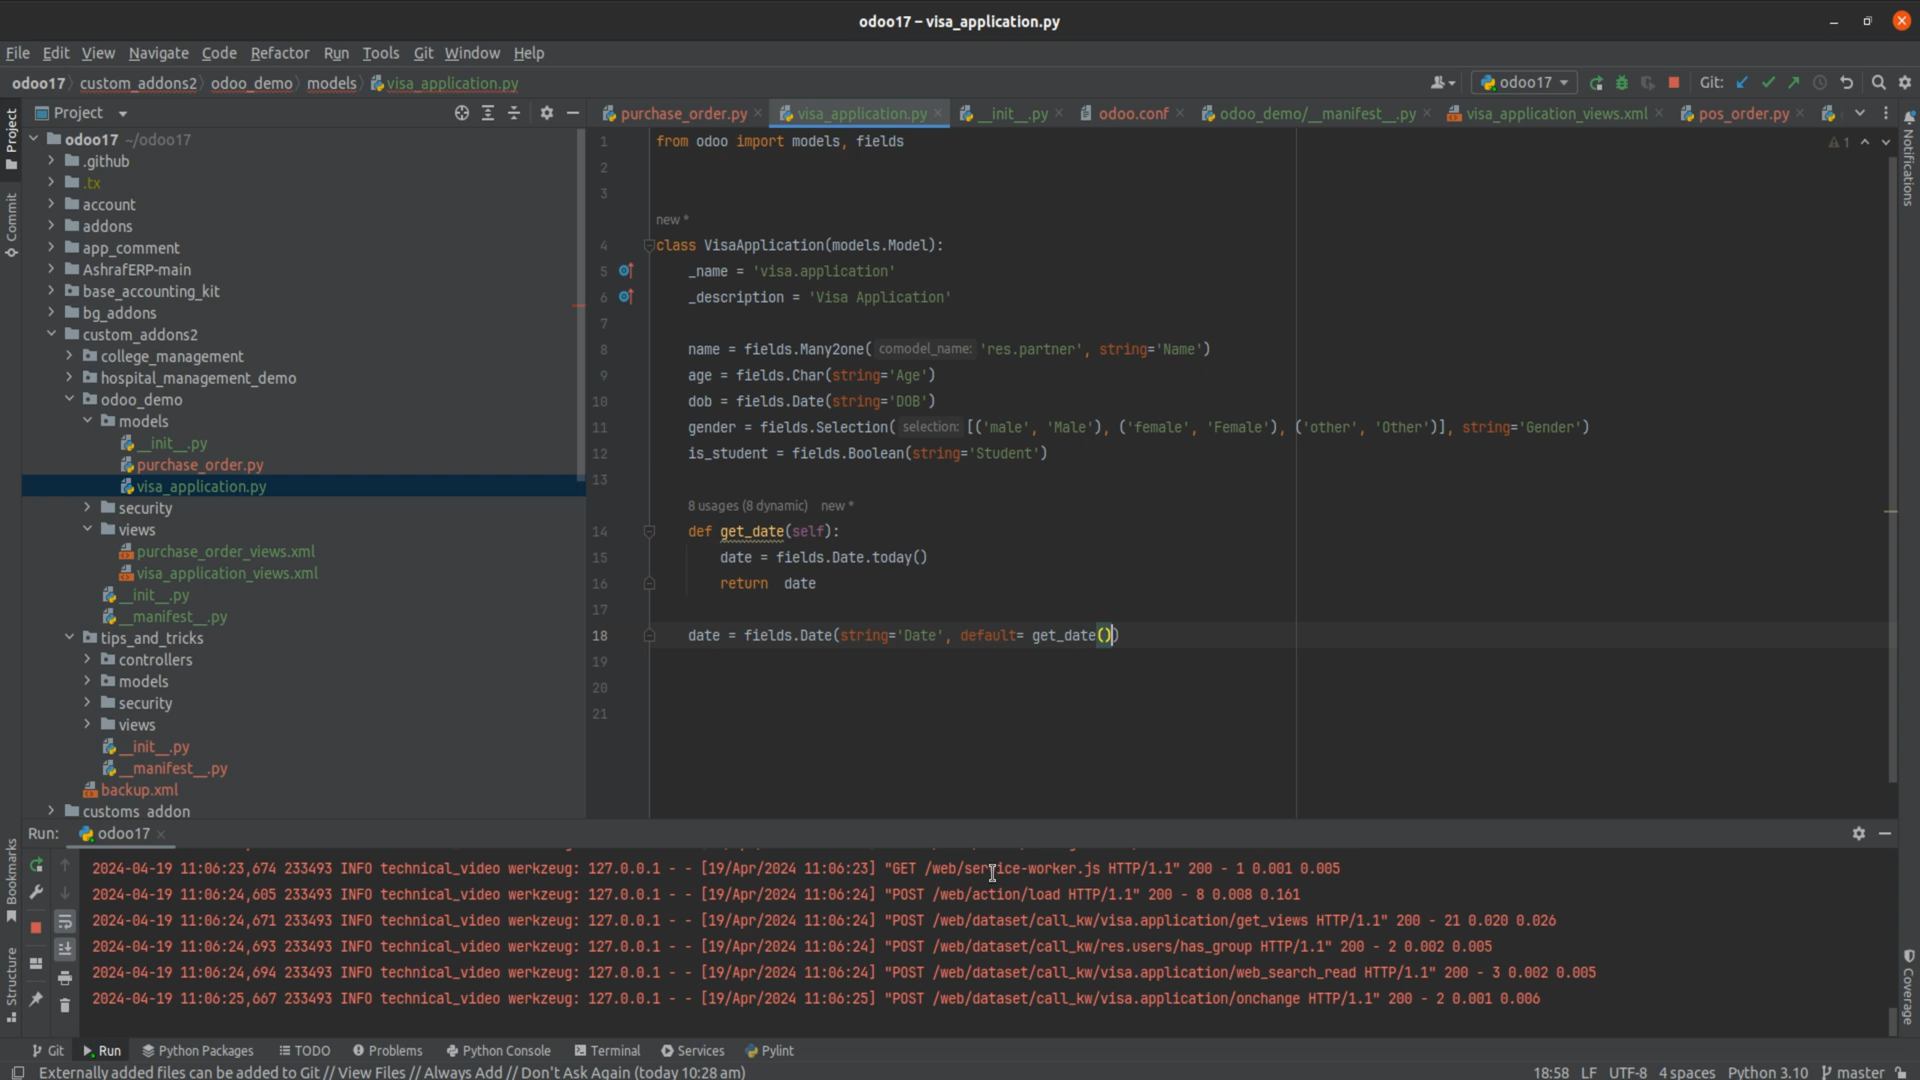 odoo17 – visa_application.py
File Edit View Navigate Code Refactor Run Tools Git Window Help
odoo17 custom_addons2 odoo_demo models visa_application.py
odoo17
Git:
Project
purchase_order.py visa_application.py __init__.py odoo.conf odoo_demo/__manifest__.py visa_application_views.xml pos_order.py
Project
Commit
Bookmarks
Structure
Notifications
Coverage
odoo17 ~/odoo17
.github
.tx
account
addons
app_comment
AshrafERP-main
base_accounting_kit
bg_addons
custom_addons2
college_management
hospital_management_demo
odoo_demo
models
__init__.py
purchase_order.py
visa_application.py
security
views
purchase_order_views.xml
visa_application_views.xml
__init__.py
__manifest__.py
tips_and_tricks
controllers
models
security
views
__init__.py
__manifest__.py
backup.xml
customs_addon
1 from odoo import models, fields
1
2
3
new *
4 class VisaApplication(models.Model):
5 _name = 'visa.application'
6 _description = 'Visa Application'
7
8 name = fields.Many2one( comodel_name: 'res.partner', string='Name')
9 age = fields.Char(string='Age')
10 dob = fields.Date(string='DOB')
11 gender = fields.Selection( selection: [('male', 'Male'), ('female', 'Female'), ('other', 'Other')], string='Gender')
12 is_student = fields.Boolean(string='Student')
13
8 usages (8 dynamic) new *
14 def get_date(self):
15 date = fields.Date.today()
16 return  date
17
18 date = fields.Date(string='Date', default= get_date())
19
20
21
Run: odoo17
2024-04-19 11:06:23,674 233493 INFO technical_video werkzeug: 127.0.0.1 - - [19/Apr/2024 11:06:23] "GET /web/service-worker.js HTTP/1.1" 200 - 1 0.001 0.005
2024-04-19 11:06:24,605 233493 INFO technical_video werkzeug: 127.0.0.1 - - [19/Apr/2024 11:06:24] "POST /web/action/load HTTP/1.1" 200 - 8 0.008 0.161
2024-04-19 11:06:24,671 233493 INFO technical_video werkzeug: 127.0.0.1 - - [19/Apr/2024 11:06:24] "POST /web/dataset/call_kw/visa.application/get_views HTTP/1.1" 200 - 21 0.020 0.026
2024-04-19 11:06:24,693 233493 INFO technical_video werkzeug: 127.0.0.1 - - [19/Apr/2024 11:06:24] "POST /web/dataset/call_kw/res.users/has_group HTTP/1.1" 200 - 2 0.002 0.005
2024-04-19 11:06:24,694 233493 INFO technical_video werkzeug: 127.0.0.1 - - [19/Apr/2024 11:06:24] "POST /web/dataset/call_kw/visa.application/web_search_read HTTP/1.1" 200 - 3 0.002 0.005
2024-04-19 11:06:25,667 233493 INFO technical_video werkzeug: 127.0.0.1 - - [19/Apr/2024 11:06:25] "POST /web/dataset/call_kw/visa.application/onchange HTTP/1.1" 200 - 2 0.001 0.006
Git Run Python Packages TODO Problems Python Console Terminal Services Pylint
Externally added files can be added to Git // View Files // Always Add // Don't Ask Again (today 10:28 am)
18:58 LF UTF-8 4 spaces Python 3.10 master